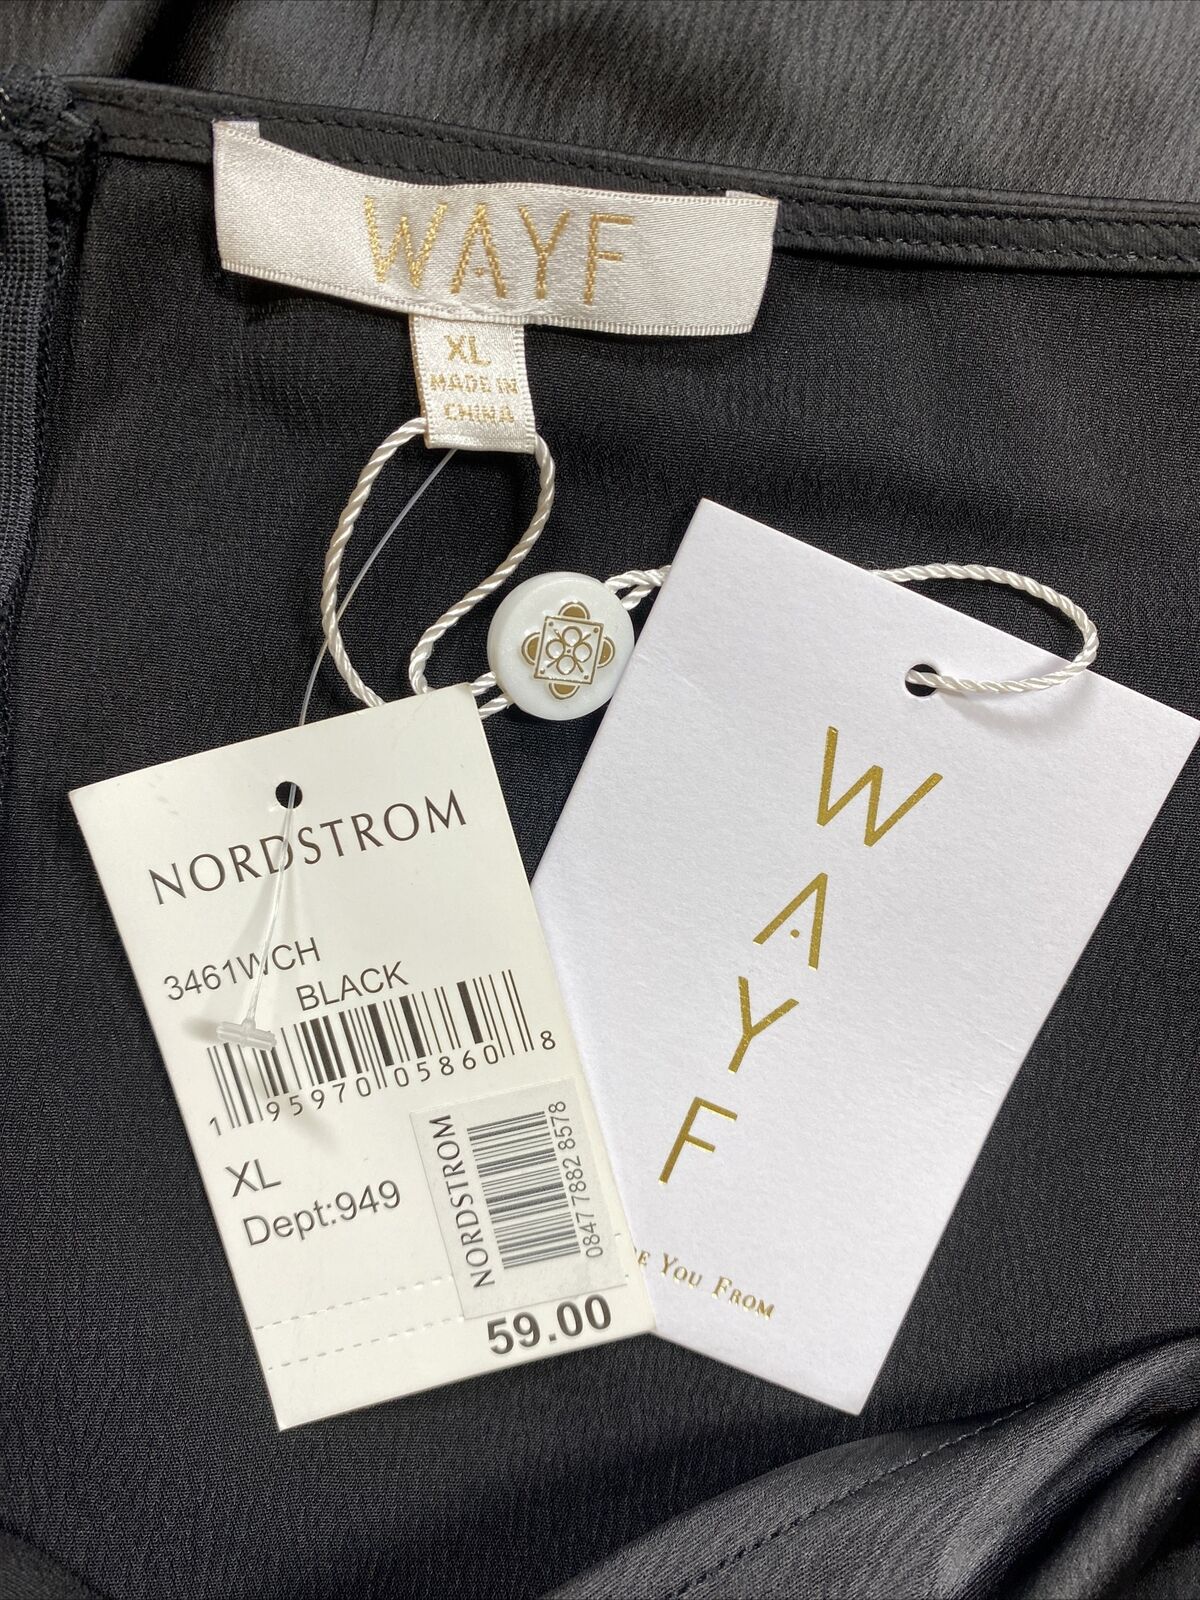 WAYF
XL
MADE IN
CHINA
NORDSTROM
3461WCH
BLACK
1 95970 05860 8
XL
Dept:949
NORDSTROM
0847 7882 8578
59.00
W
A
Y
F
YOU FROM